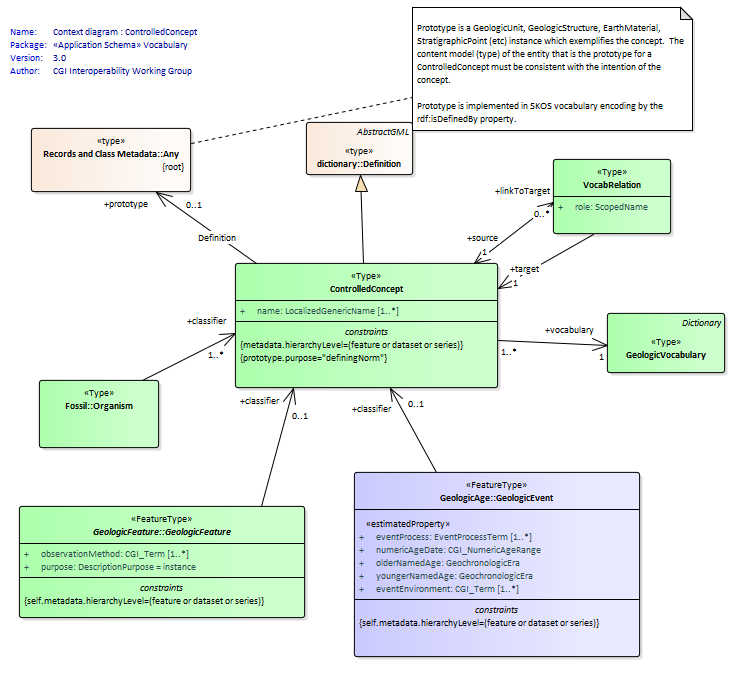 Name: Context diagram : ControlledConcept
Package: «Application Schema» Vocabulary
Version: 3.0
Author: CGI Interoperability Working Group
Prototype is a GeologicUnit, GeologicStructure, EarthMaterial,
StratigraphicPoint (etc) instance which exemplifies the concept. The
content model (type) of the entity that is the prototype for a
ControlledConcept must be consistent with the intention of the
concept.
Prototype is implemented in SKOS vocabulary encoding by the
rdf:isDefinedBy property.
«type»
Records and Class Metadata::Any
{root}
AbstractGML
«type»
dictionary::Definition
«Type»
VocabRelation
+ role: ScopedName
+linkToTarget
0..*
+prototype
0..1
Definition
+source
1
+target
1
«Type»
ControlledConcept
+ name: LocalizedGenericName [1..*]
constraints
{metadata.hierarchyLevel=(feature or dataset or series)}
{prototype.purpose="definingNorm"}
+classifier
1..*
+vocabulary
1..*
1
Dictionary
«Type»
GeologicVocabulary
«Type»
Fossil::Organism
+classifier
0..1
+classifier
0..1
«FeatureType»
GeologicFeature::GeologicFeature
+ observationMethod: CGI_Term [1..*]
+ purpose: DescriptionPurpose = instance
constraints
{self.metadata.hierarchyLevel=(feature or dataset or series)}
«FeatureType»
GeologicAge::GeologicEvent
«estimatedProperty»
+ eventProcess: EventProcessTerm [1..*]
+ numericAgeDate: CGI_NumericAgeRange
+ olderNamedAge: GeochronologicEra
+ youngerNamedAge: GeochronologicEra
+ eventEnvironment: CGI_Term [1..*]
constraints
{self.metadata.hierarchyLevel=(feature or dataset or series)}